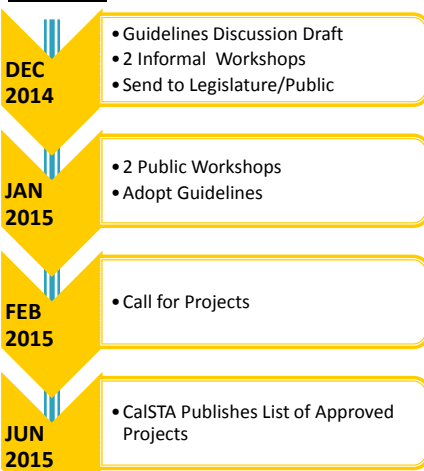 DEC
2014
• Guidelines Discussion Draft
• 2 Informal Workshops
• Send to Legislature/Public
JAN
2015
• 2 Public Workshops
• Adopt Guidelines
FEB
2015
• Call for Projects
JUN
2015
• CalSTA Publishes List of Approved
Projects